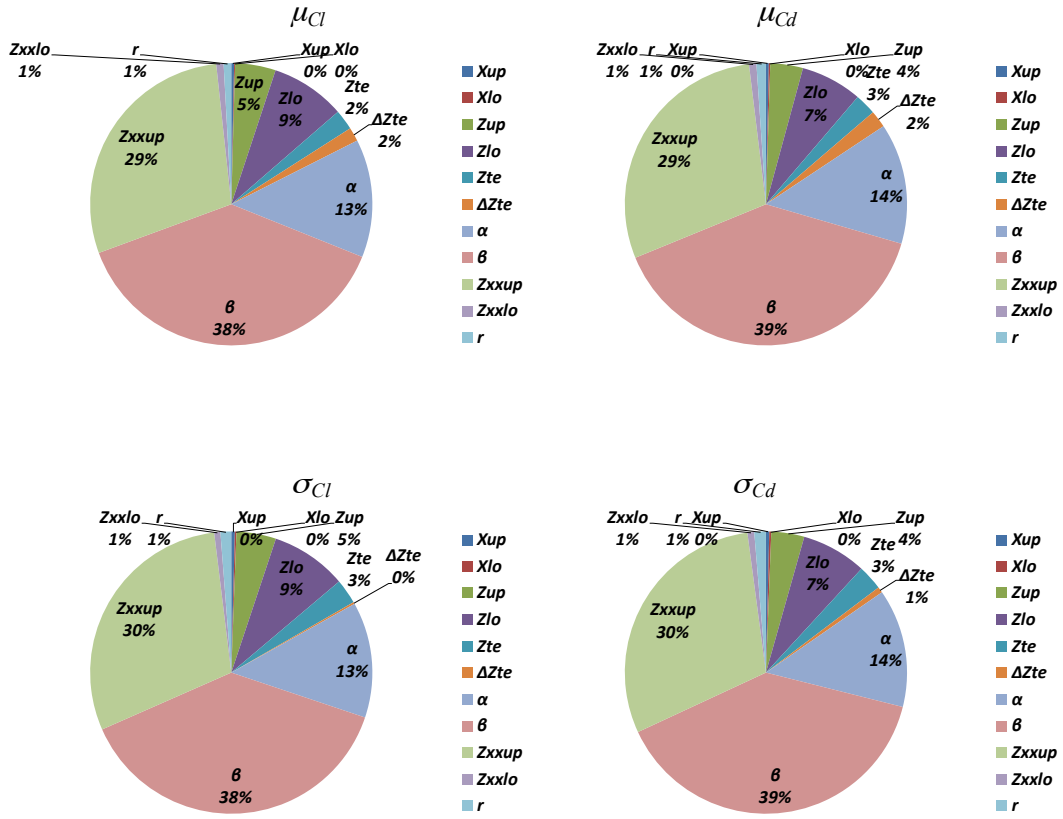 μCl
Zxxlo
1%
r
1%
Xup
0%
Xlo
0%
Zup
5%
Zlo
9%
Zte
2%
ΔZte
2%
α
13%
β
38%
Zxxup
29%
Xup
Xlo
Zup
Zlo
Zte
ΔZte
α
β
Zxxup
Zxxlo
r
μCd
Zxxlo
1%
r
1%
Xup
0%
Xlo
0%
Zup
4%
Zlo
7%
Zte
3%
ΔZte
2%
α
14%
β
39%
Zxxup
29%
Xup
Xlo
Zup
Zlo
Zte
ΔZte
α
β
Zxxup
Zxxlo
r
σCl
Zxxlo
1%
r
1%
Xup
0%
Xlo
0%
Zup
5%
Zlo
9%
Zte
3%
ΔZte
0%
α
13%
β
38%
Zxxup
30%
Xup
Xlo
Zup
Zlo
Zte
ΔZte
α
β
Zxxup
Zxxlo
r
σCd
Zxxlo
1%
r
1%
Xup
0%
Xlo
0%
Zup
4%
Zlo
7%
Zte
3%
ΔZte
1%
α
14%
β
39%
Zxxup
30%
Xup
Xlo
Zup
Zlo
Zte
ΔZte
α
β
Zxxup
Zxxlo
r